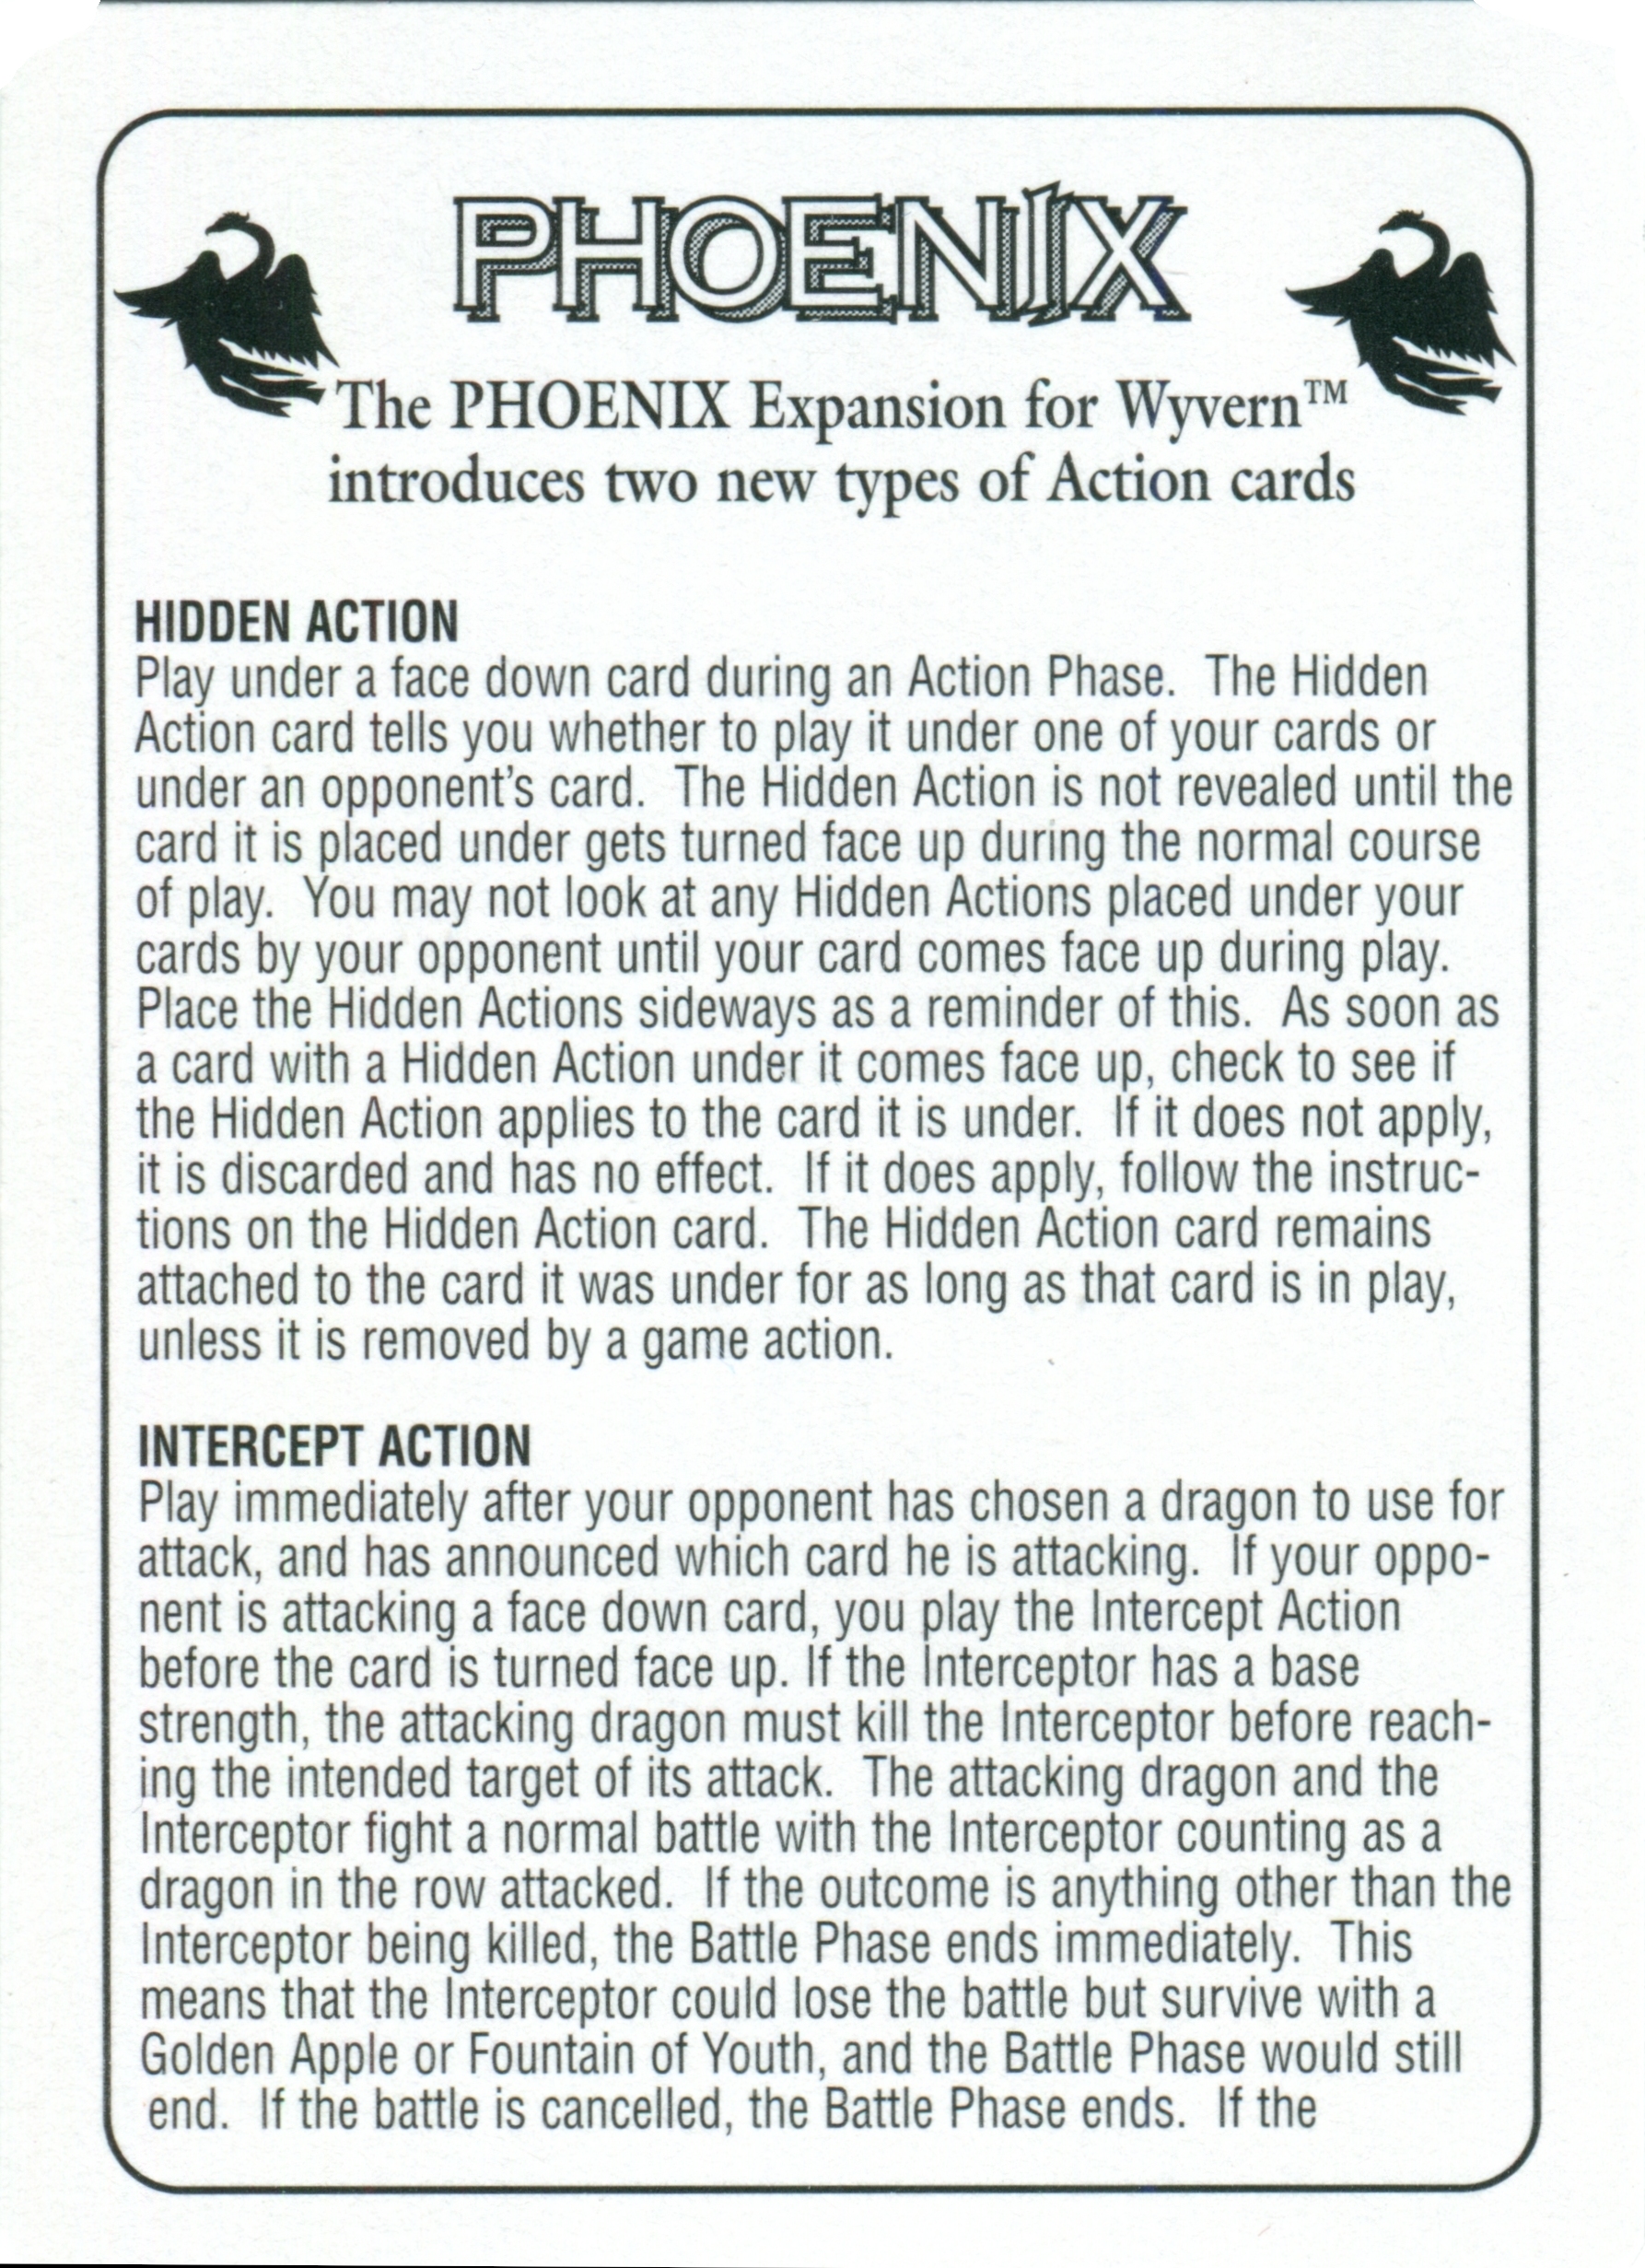 PHOENIX
The PHOENIX Expansion for Wyvern™
introduces two new types of Action cards
HIDDEN ACTION
Play under a face down card during an Action Phase.  The Hidden
Action card tells you whether to play it under one of your cards or
under an opponent's card.  The Hidden Action is not revealed until the
card it is placed under gets turned face up during the normal course
of play.  You may not look at any Hidden Actions placed under your
cards by your opponent until your card comes face up during play.
Place the Hidden Actions sideways as a reminder of this.  As soon as
a card with a Hidden Action under it comes face up, check to see if
the Hidden Action applies to the card it is under.  If it does not apply,
it is discarded and has no effect.  If it does apply, follow the instruc-
tions on the Hidden Action card.  The Hidden Action card remains
attached to the card it was under for as long as that card is in play,
unless it is removed by a game action.
INTERCEPT ACTION
Play immediately after your opponent has chosen a dragon to use for
attack, and has announced which card he is attacking.  If your oppo-
nent is attacking a face down card, you play the Intercept Action
before the card is turned face up. If the Interceptor has a base
strength, the attacking dragon must kill the Interceptor before reach-
ing the intended target of its attack.  The attacking dragon and the
Interceptor fight a normal battle with the Interceptor counting as a
dragon in the row attacked.  If the outcome is anything other than the
Interceptor being killed, the Battle Phase ends immediately.  This
means that the Interceptor could lose the battle but survive with a
Golden Apple or Fountain of Youth, and the Battle Phase would still
end.  If the battle is cancelled, the Battle Phase ends.  If the